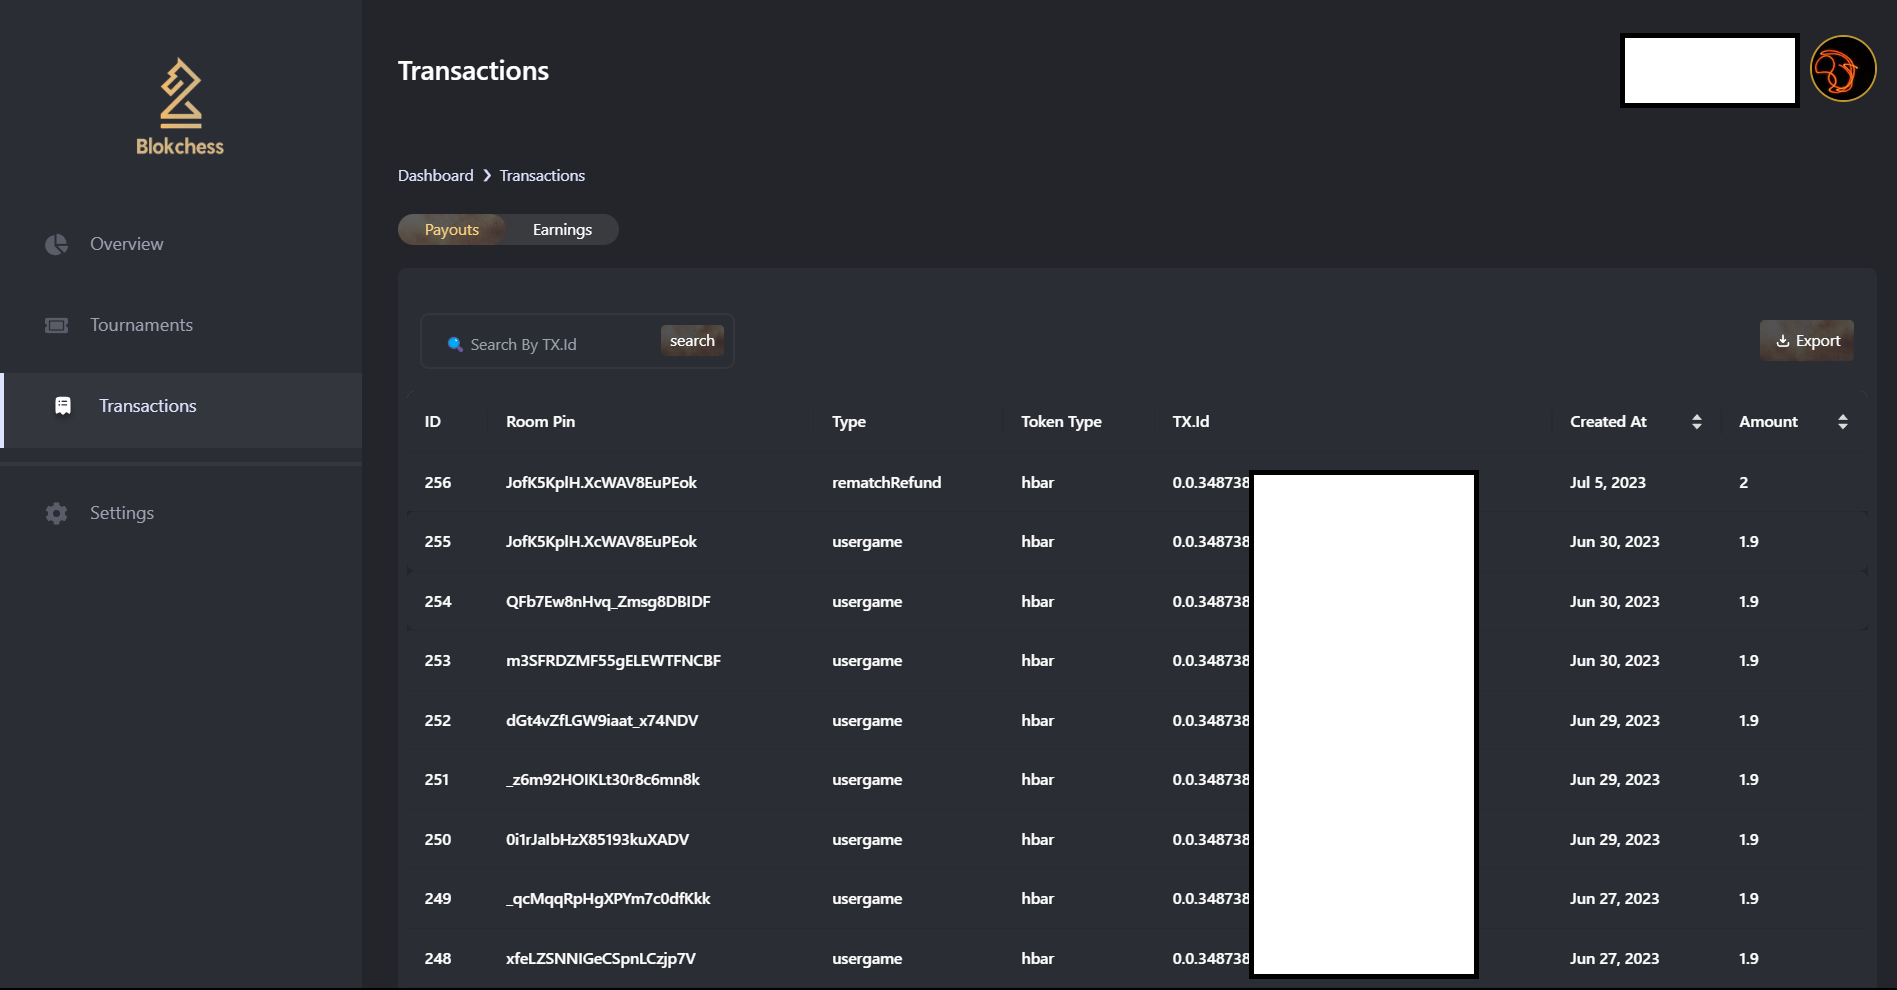 Blokchess
Overview
Tournaments
Transactions
Settings
Transactions
Dashboard Transactions
Payouts Earnings
Search By TX.Id search
Export
ID Room Pin Type Token Type TX.Id Created At Amount
256 JofK5KplH.XcWAV8EuPEok rematchRefund hbar 0.0.348738 Jul 5, 2023 2
255 JofK5KplH.XcWAV8EuPEok usergame hbar 0.0.348738 Jun 30, 2023 1.9
254 QFb7Ew8nHvq_Zmsg8DBIDF usergame hbar 0.0.348738 Jun 30, 2023 1.9
253 m3SFRDZMF55gELEWTFNCBF usergame hbar 0.0.348738 Jun 30, 2023 1.9
252 dGt4vZfLGW9iaat_x74NDV usergame hbar 0.0.348738 Jun 29, 2023 1.9
251 _z6m92HOIKLt30r8c6mn8k usergame hbar 0.0.348738 Jun 29, 2023 1.9
250 0i1rJaIbHzX85193kuXADV usergame hbar 0.0.348738 Jun 29, 2023 1.9
249 _qcMqqRpHgXPYm7c0dfKkk usergame hbar 0.0.348738 Jun 27, 2023 1.9
248 xfeLZSNNIGeCSpnLCzjp7V usergame hbar 0.0.348738 Jun 27, 2023 1.9